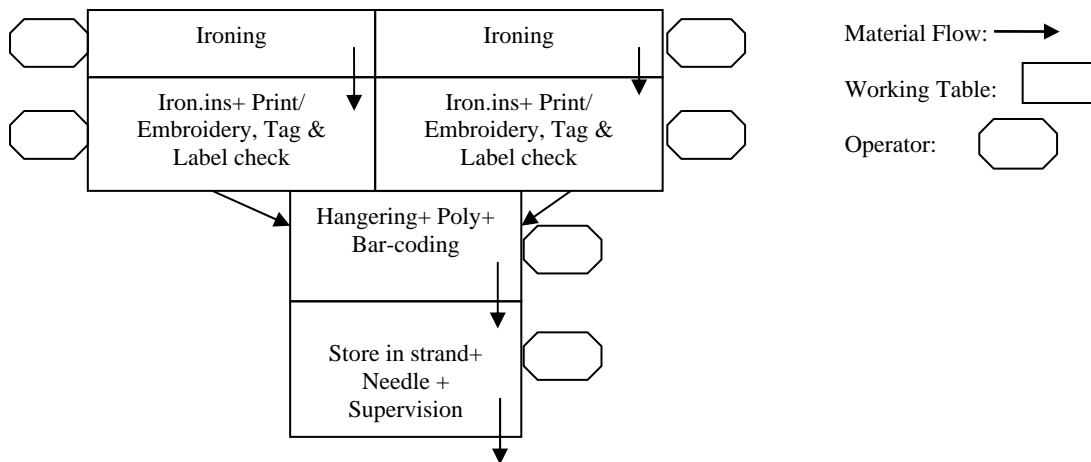 Ironing
Ironing
Material Flow:
Iron.ins+ Print/
Embroidery, Tag &
Label check
Iron.ins+ Print/
Embroidery, Tag &
Label check
Working Table:
Operator:
Hangering+ Poly+
Bar-coding
Store in strand+
Needle +
Supervision